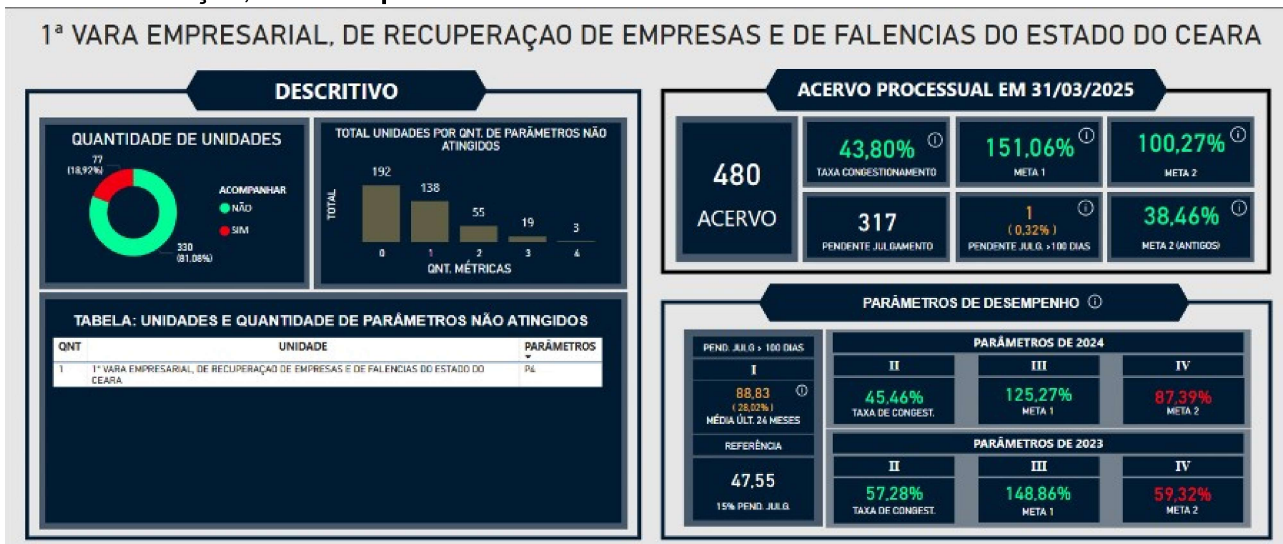 1ª VARA EMPRESARIAL, DE RECUPERAÇAO DE EMPRESAS E DE FALENCIAS DO ESTADO DO CEARA
DESCRITIVO
QUANTIDADE DE UNIDADES
77
(18,92%)
ACOMPANHAR
NÃO
SIM
330
(81,08%)
TOTAL UNIDADES POR QNT. DE PARÂMETROS NÃO
ATINGIDOS
TOTAL
192
138
55
19
3
0 1 2 3 4
QNT. MÉTRICAS
TABELA: UNIDADES E QUANTIDADE DE PARÂMETROS NÃO ATINGIDOS
QNT UNIDADE PARÂMETROS
1 1ª VARA EMPRESARIAL, DE RECUPERAÇAO DE EMPRESAS E DE FALENCIAS DO ESTADO DO P4
CEARA
ACERVO PROCESSUAL EM 31/03/2025
480
ACERVO
43,80%
TAXA CONGESTIONAMENTO
151,06%
META 1
100,27%
META 2
317
PENDENTE JULGAMENTO
1
(0,32%)
PENDENTE JULG. >100 DIAS
38,46%
META 2 (ANTIGOS)
PARÂMETROS DE DESEMPENHO
PEND. JULG > 100 DIAS
I
88,83
(28,02%)
MÉDIA ÚLT. 24 MESES
REFERÊNCIA
47,55
15% PEND. JULG.
PARÂMETROS DE 2024
II III IV
45,46% 125,27% 87,39%
TAXA DE CONGEST. META 1 META 2
PARÂMETROS DE 2023
II III IV
57,28% 148,86% 59,32%
TAXA DE CONGEST. META 1 META 2